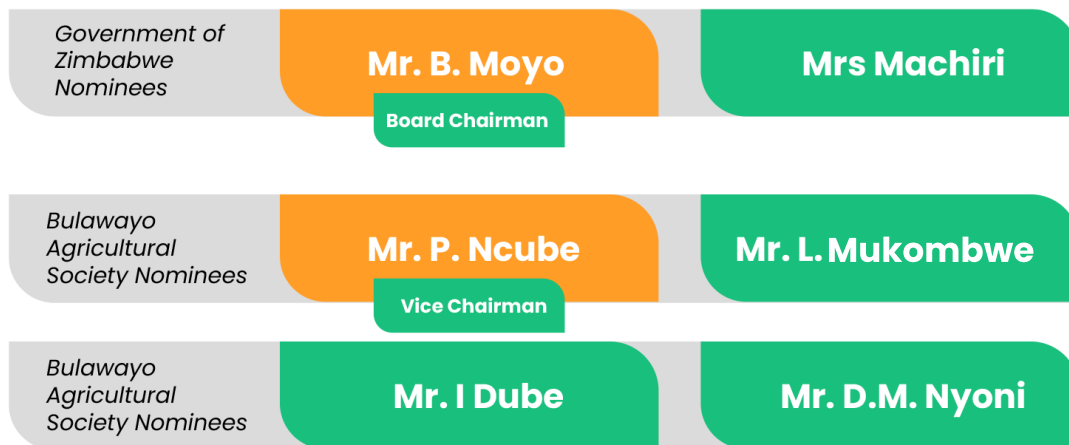 Government of
Zimbabwe
Nominees
Mr. B. Moyo
Board Chairman
Mrs Machiri
Bulawayo
Agricultural
Society Nominees
Mr. P. Ncube
Vice Chairman
Mr. L. Mukombwe
Bulawayo
Agricultural
Society Nominees
Mr. I Dube
Mr. D.M. Nyoni